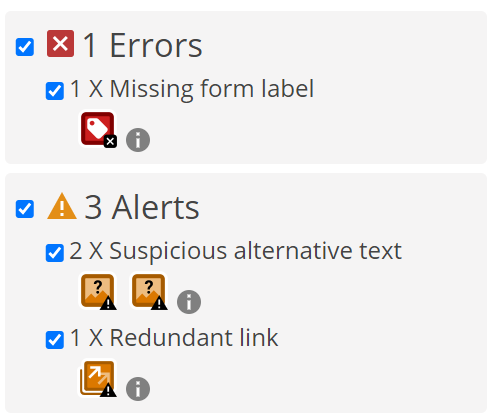 1 Errors
1 X Missing form label
3 Alerts
2 X Suspicious alternative text
1 X Redundant link